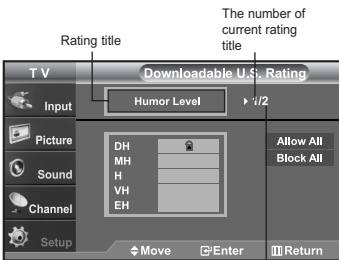 The number of
current rating
title
Rating title
T V
Downloadable U.S. Rating
Input
Humor Level
1/2
Picture
DH
Allow All
MH
Block All
Sound
H
VH
Channel
EH
Setup
Move
Enter
Return